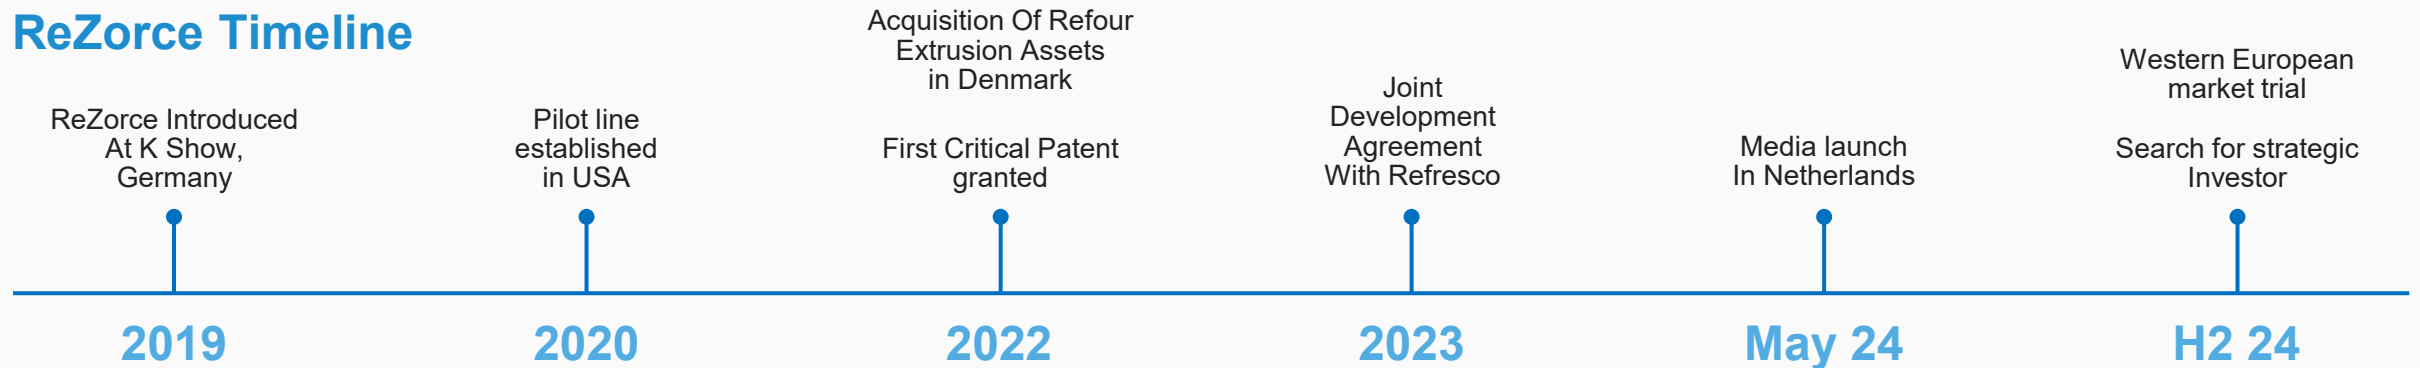 ReZorce Timeline
ReZorce Introduced
At K Show,
Germany
2019
Pilot line
established
in USA
2020
Acquisition Of Refour
Extrusion Assets
in Denmark
First Critical Patent
granted
2022
Joint
Development
Agreement
With Refresco
2023
Media launch
In Netherlands
May 24
Western European
market trial
Search for strategic
Investor
H2 24